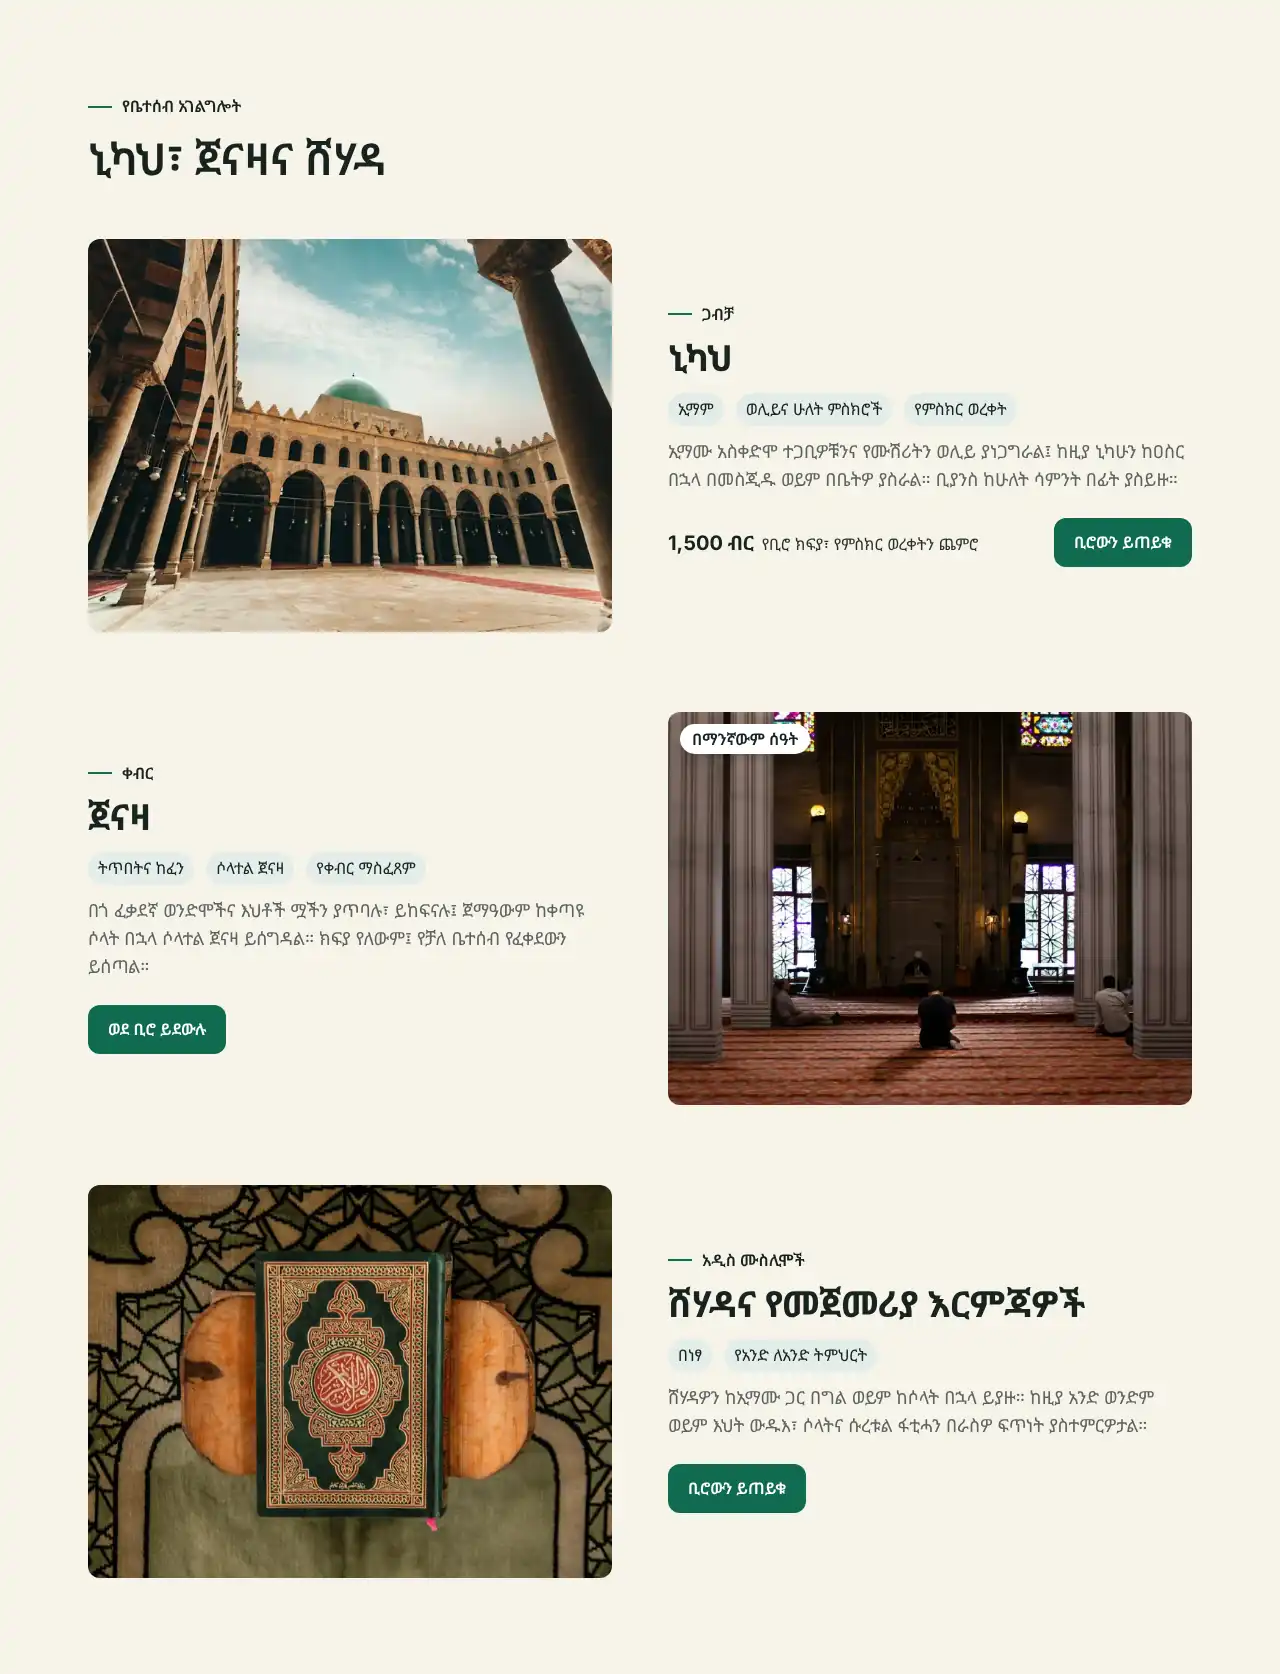 የቤተሰብ አገልግሎት
ኒካህ፣ ጀናዛና ሸሃዳ
ጋብቻ
ኒካህ
ኢማም
ወሊይና ሁለት ምስክሮች
የምስክር ወረቀት
ኢማሙ አስቀድሞ ተጋቢዎቹንና የሙሽሪትን ወሊይ ያነጋግራል፤ ከዚያ ኒካሁን ከዐስር
በኋላ በመስጂዱ ወይም በቤትዎ ያስራል። ቢያንስ ከሁለት ሳምንት በፊት ያስይዙ።
1,500 ብር የቢሮ ክፍያ፣ የምስክር ወረቀትን ጨምሮ
ቢሮውን ይጠይቁ
በማንኛውም ሰዓት
ቀብር
ጀናዛ
ትጥበትና ከፈን
ሶላተል ጀናዛ
የቀብር ማስፈጸም
በጎ ፈቃደኛ ወንድሞችና እህቶች ሟችን ያጥባሉ፣ ይከፍናሉ፤ ጀማዓውም ከቀጣዩ
ሶላት በኋላ ሶላተል ጀናዛ ይሰግዳል። ክፍያ የለውም፤ የቻለ ቤተሰብ የፈቀደውን
ይሰጣል።
ወደ ቢሮ ይደውሉ
አዲስ ሙስሊሞች
ሸሃዳና የመጀመሪያ እርምጃዎች
በነፃ
የአንድ ለአንድ ትምህርት
ሸሃዳዎን ከኢማሙ ጋር በግል ወይም ከሶላት በኋላ ይያዙ። ከዚያ አንድ ወንድም
ወይም እህት ውዱእ፣ ሶላትና ሱረቱል ፋቲሓን በራስዎ ፍጥነት ያስተምርዎታል።
ቢሮውን ይጠይቁ